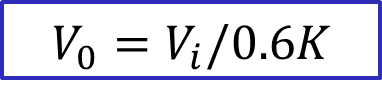 V₀ = Vᵢ/0.6K